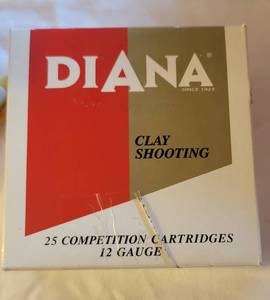 DIANA®
SINCE 1923
CLAY
SHOOTING
25 COMPETITION CARTRIDGES
12 GAUGE